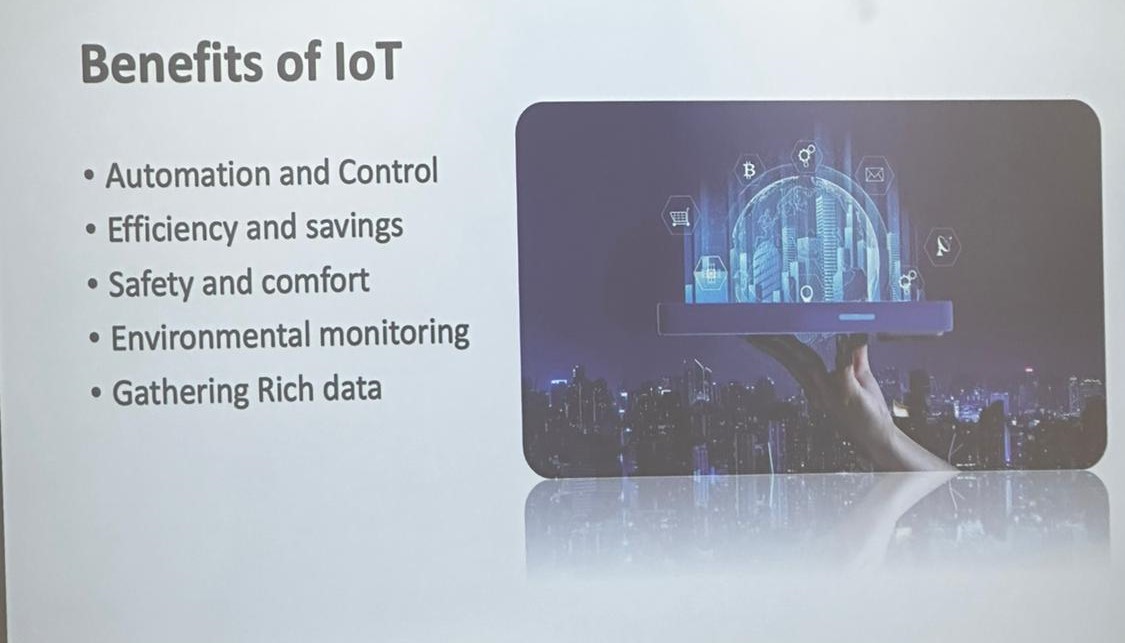 Benefits of IoT
• Automation and Control
• Efficiency and savings
• Safety and comfort
• Environmental monitoring
• Gathering Rich data